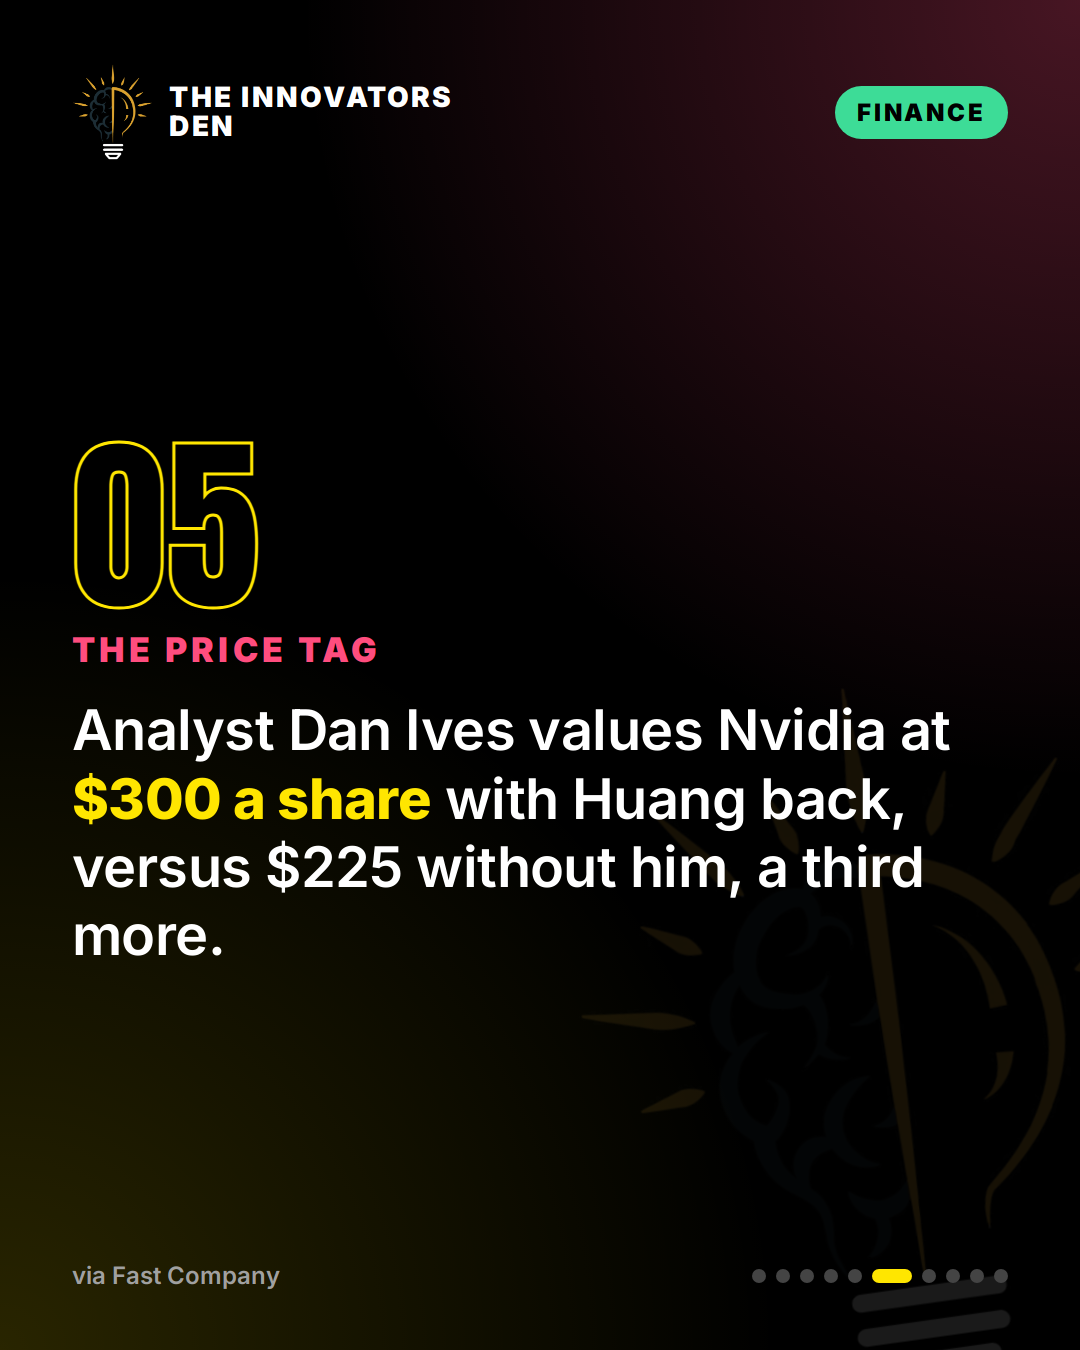 THE INNOVATORS
DEN
FINANCE
05
THE PRICE TAG
Analyst Dan Ives values Nvidia at
$300 a share with Huang back,
versus $225 without him, a third
more.
via Fast Company